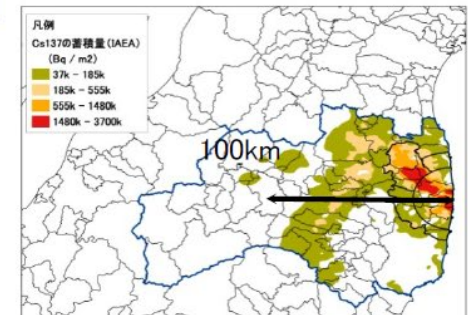 凡例
Cs137の蓄積量(IAEA)
(Bq / m2)
37k - 185k
185k - 555k
555k - 1480k
1480k - 3700k
100km